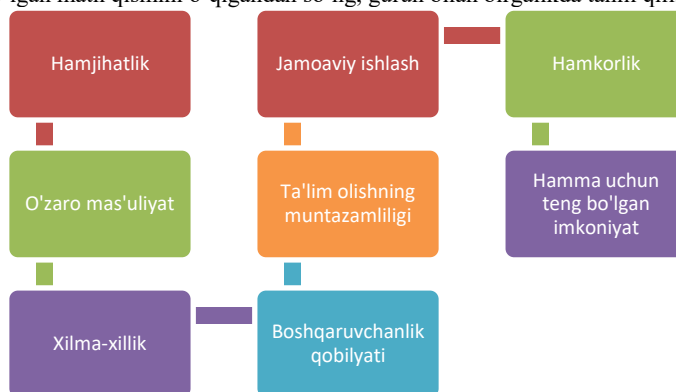 Hamjihatlik
O'zaro mas'uliyat
Xilma-xillik
Boshqaruvchanlik
qobilyati
Ta'lim olishning
muntazamliligi
Jamoaviy ishlash
Hamkorlik
Hamma uchun
teng bo'lgan
imkoniyat